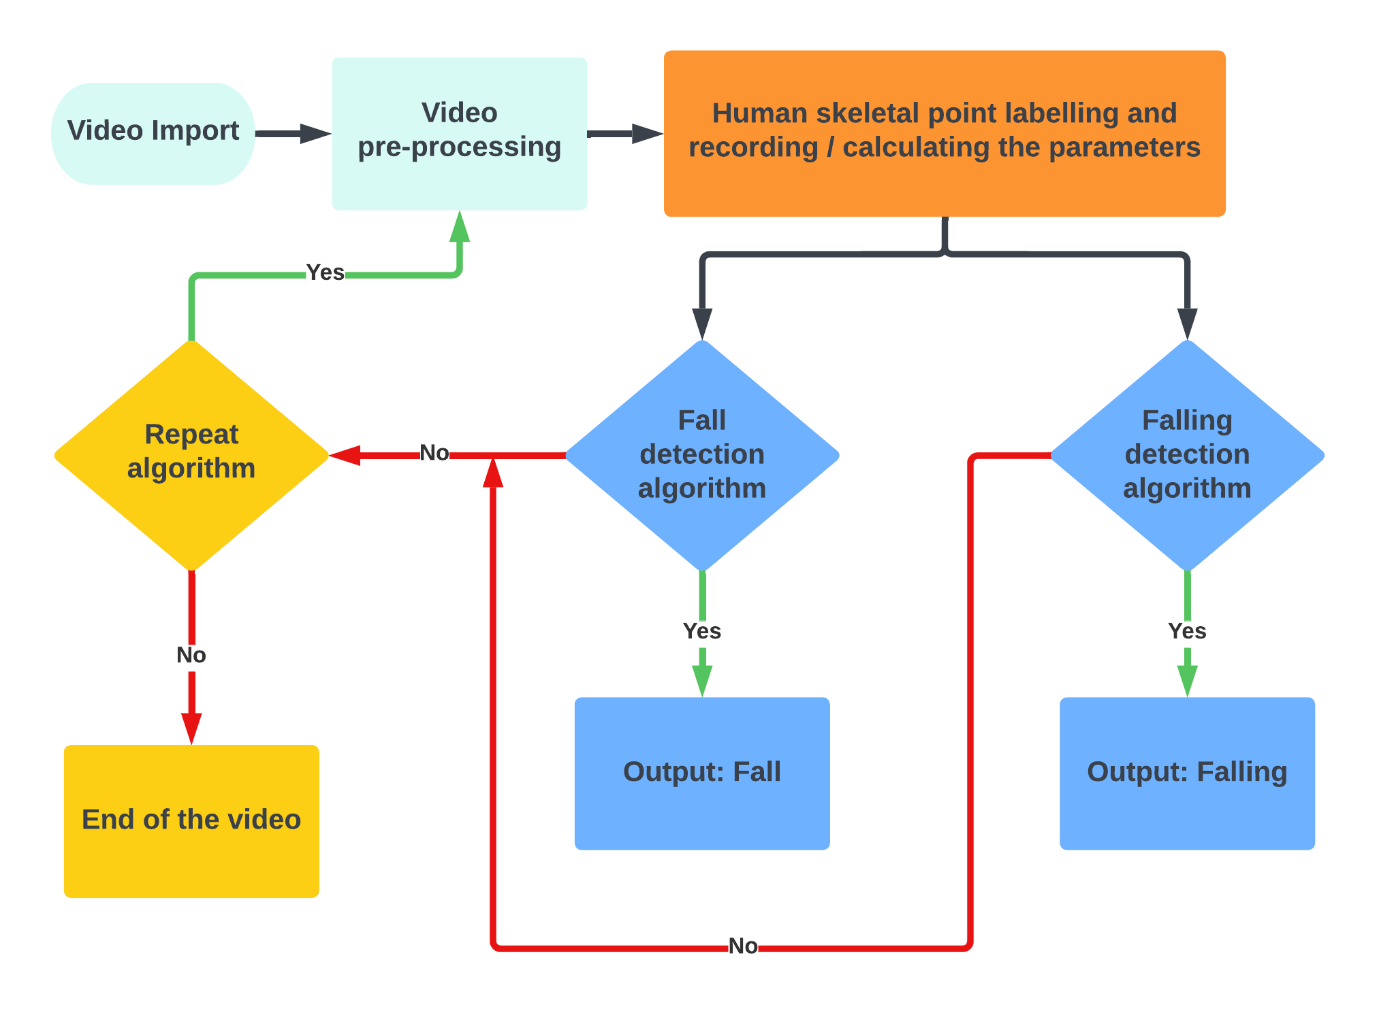 Video Import
Video
pre-processing
Human skeletal point labelling and
recording / calculating the parameters
Yes
Repeat
algorithm
No
Fall
detection
algorithm
Falling
detection
algorithm
No
Yes
Yes
End of the video
Output: Fall
Output: Falling
No